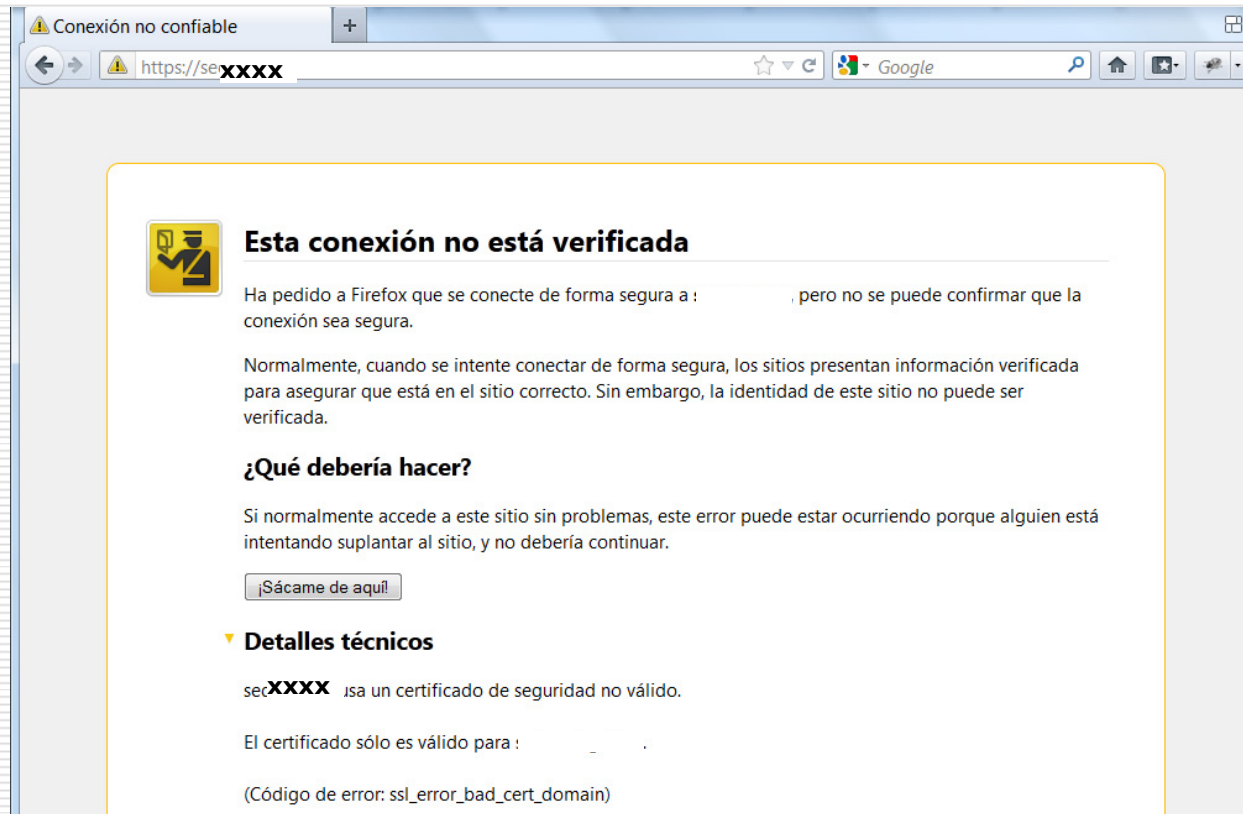 Conexión no confiable
https://sexxxx
Google
Esta conexión no está verificada
Ha pedido a Firefox que se conecte de forma segura a s , pero no se puede confirmar que la
conexión sea segura.
Normalmente, cuando se intente conectar de forma segura, los sitios presentan información verificada
para asegurar que está en el sitio correcto. Sin embargo, la identidad de este sitio no puede ser
verificada.
¿Qué debería hacer?
Si normalmente accede a este sitio sin problemas, este error puede estar ocurriendo porque alguien está
intentando suplantar al sitio, y no debería continuar.
¡Sácame de aquí!
Detalles técnicos
secxxxx usa un certificado de seguridad no válido.
El certificado sólo es válido para s .
(Código de error: ssl_error_bad_cert_domain)